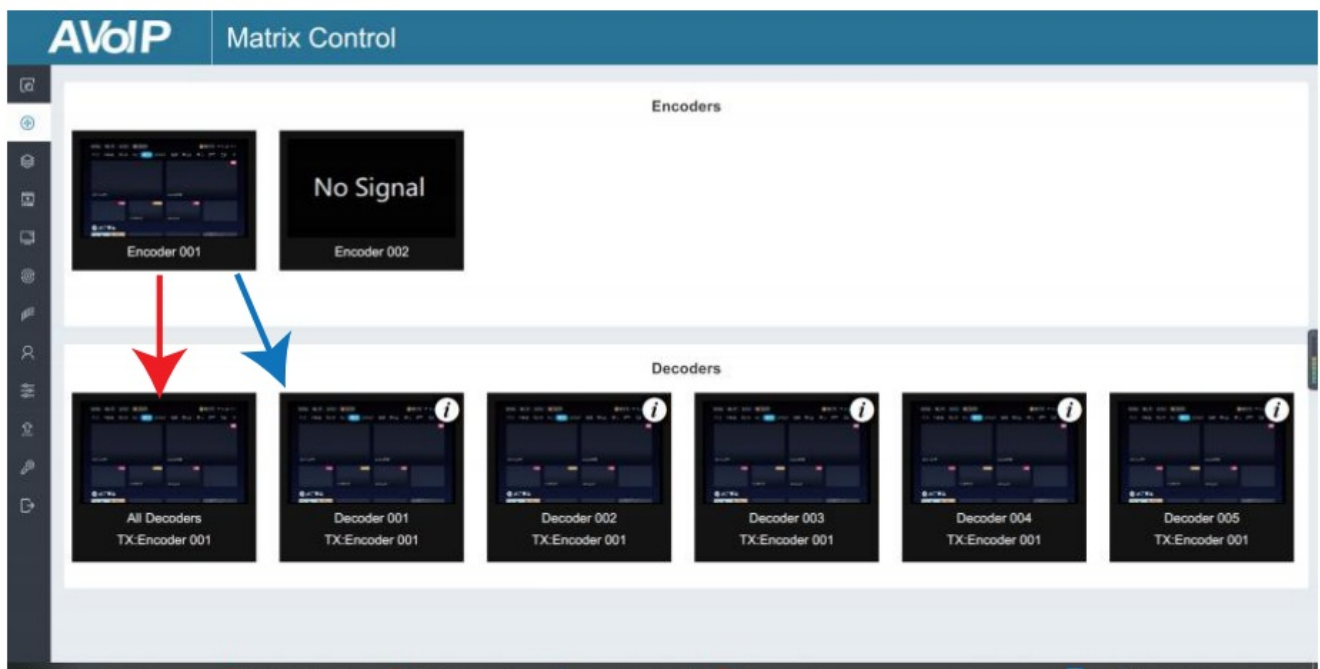 AVoIP
Matrix Control
Encoders
No Signal
Encoder 001
Encoder 002
Decoders
i
i
i
i
i
All Decoders
TX:Encoder 001
Decoder 001
TX:Encoder 001
Decoder 002
TX:Encoder 001
Decoder 003
TX:Encoder 001
Decoder 004
TX:Encoder 001
Decoder 005
TX:Encoder 001